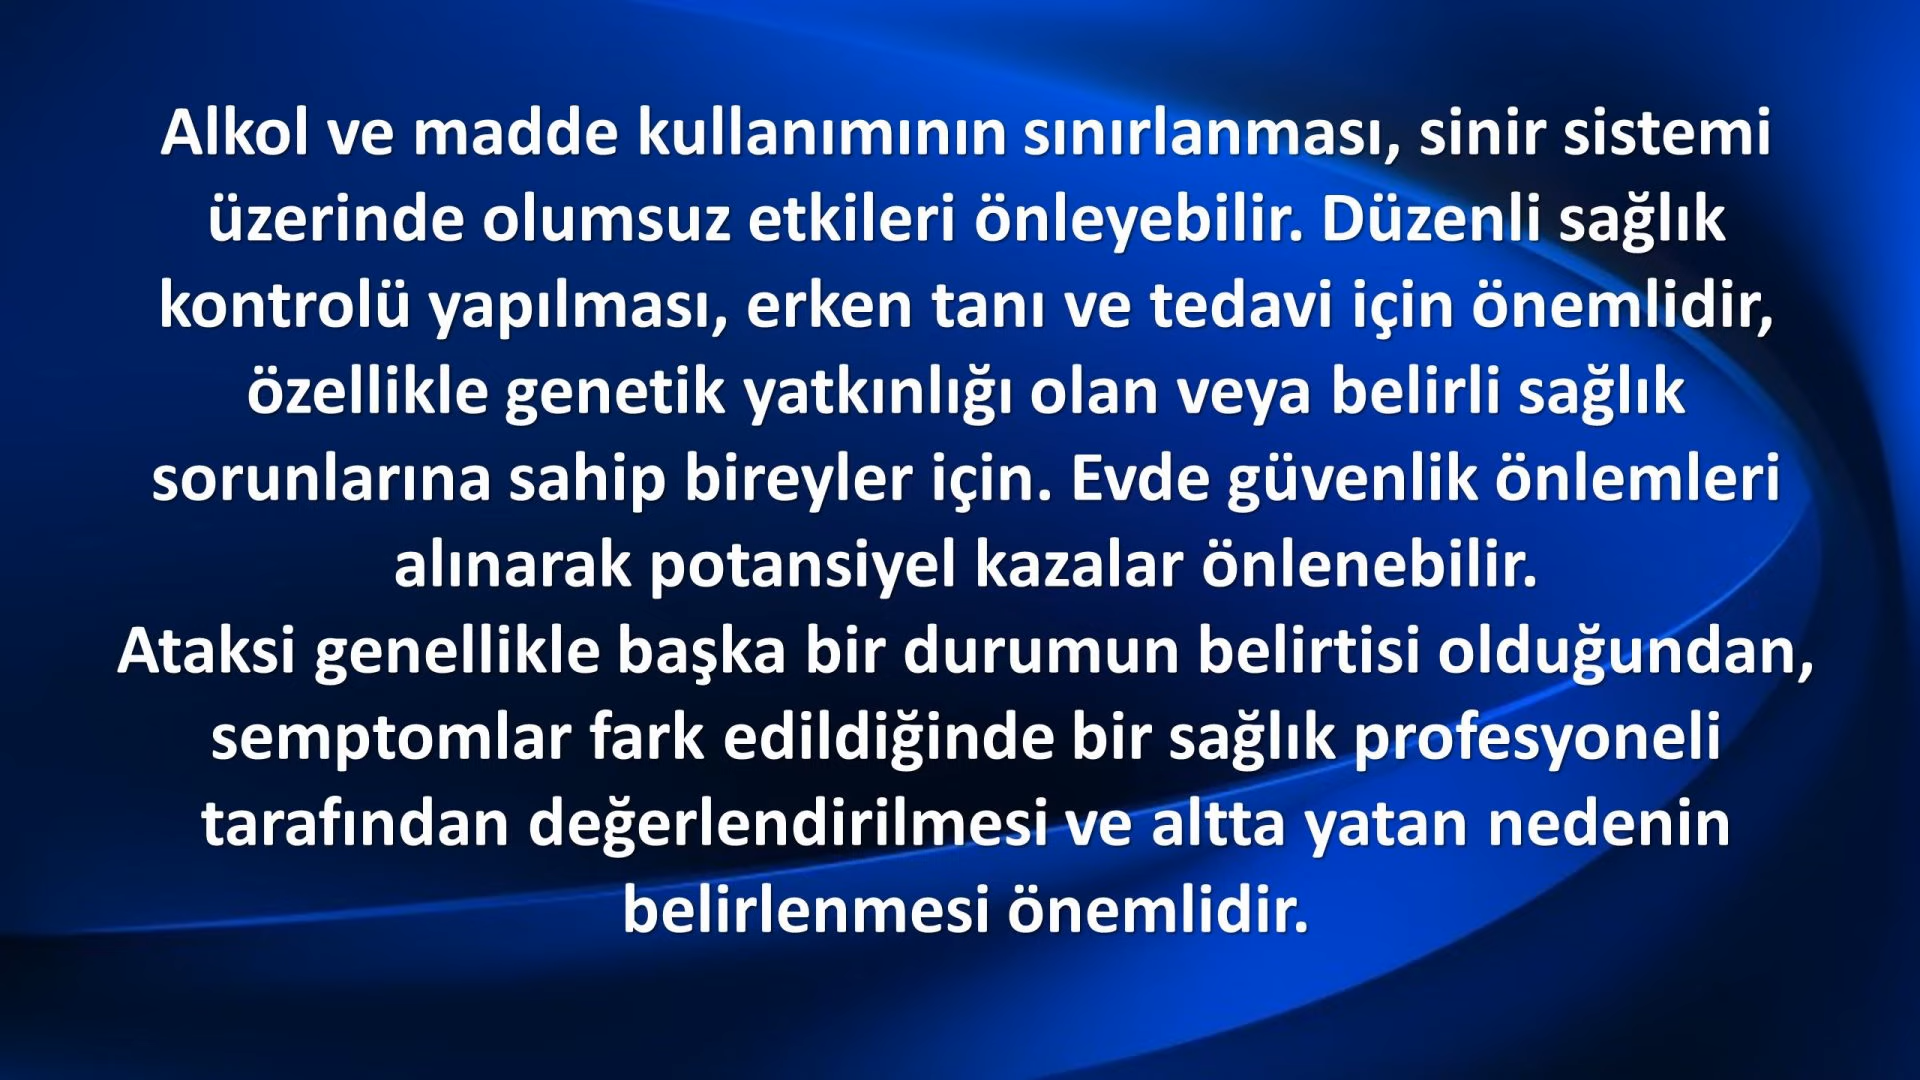 Alkol ve madde kullanımının sınırlanması, sinir sistemi
üzerinde olumsuz etkileri önleyebilir. Düzenli sağlık
kontrolü yapılması, erken tanı ve tedavi için önemlidir,
özellikle genetik yatkınlığı olan veya belirli sağlık
sorunlarına sahip bireyler için. Evde güvenlik önlemleri
alınarak potansiyel kazalar önlenebilir.
Ataksi genellikle başka bir durumun belirtisi olduğundan,
semptomlar fark edildiğinde bir sağlık profesyoneli
tarafından değerlendirilmesi ve altta yatan nedenin
belirlenmesi önemlidir.